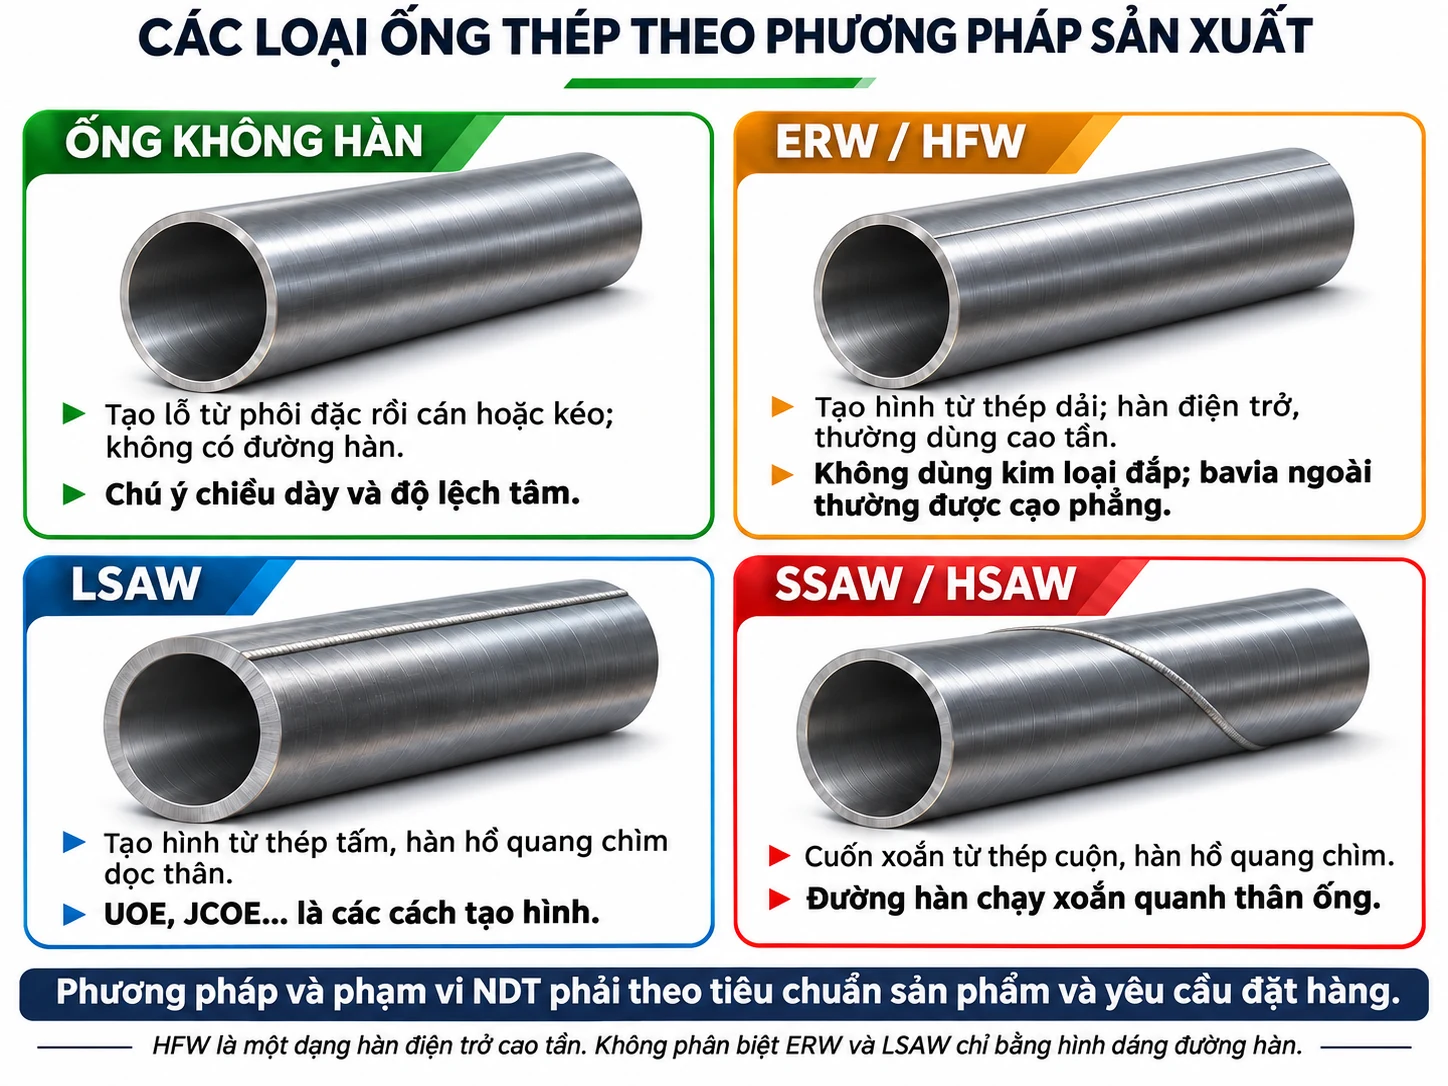 CÁC LOẠI ỐNG THÉP THEO PHƯƠNG PHÁP SẢN XUẤT
ỐNG KHÔNG HÀN
Tạo lỗ từ phôi đặc rồi cán hoặc kéo;
không có đường hàn.
Chú ý chiều dày và độ lệch tâm.
ERW / HFW
Tạo hình từ thép dải; hàn điện trở,
thường dùng cao tần.
Không dùng kim loại đắp; bavia ngoài
thường được cạo phẳng.
LSAW
Tạo hình từ thép tấm, hàn hồ quang chìm
dọc thân.
UOE, JCOE... là các cách tạo hình.
SSAW / HSAW
Cuốn xoắn từ thép cuộn, hàn hồ quang chìm.
Đường hàn chạy xoắn quanh thân ống.
Phương pháp và phạm vi NDT phải theo tiêu chuẩn sản phẩm và yêu cầu đặt hàng.
HFW là một dạng hàn điện trở cao tần. Không phân biệt ERW và LSAW chỉ bằng hình dáng đường hàn.